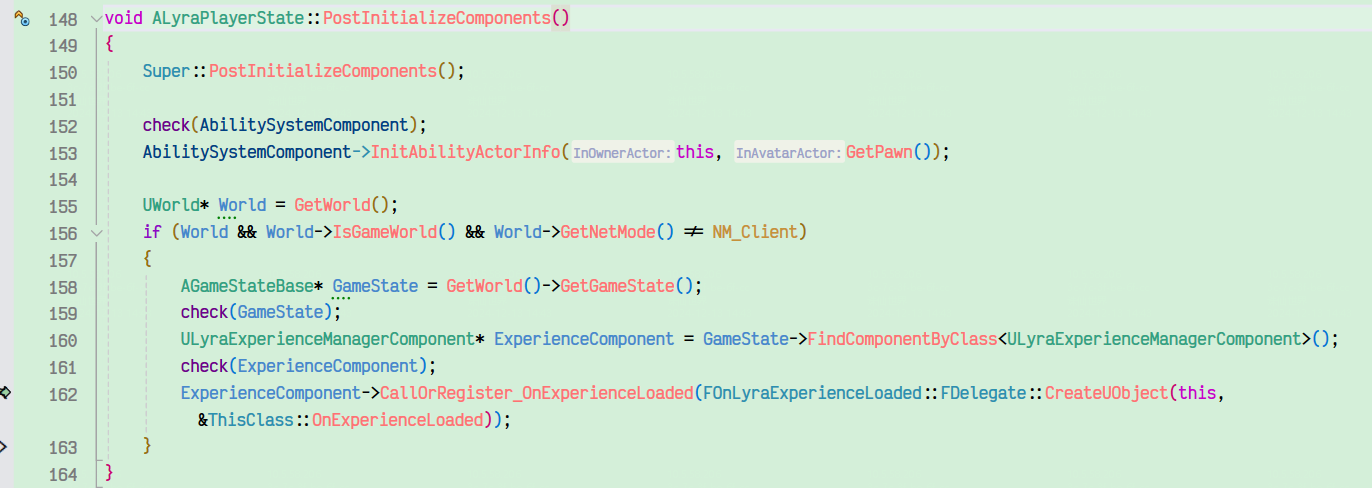 148 void ALyraPlayerState::PostInitializeComponents()
149 {
150 Super::PostInitializeComponents();
151
152 check(AbilitySystemComponent);
153 AbilitySystemComponent->InitAbilityActorInfo(InOwnerActor: this, InAvatarActor: GetPawn());
154
155 UWorld* World = GetWorld();
156 if (World && World->IsGameWorld() && World->GetNetMode() ≠ NM_Client)
157 {
158 AGameStateBase* GameState = GetWorld()->GetGameState();
159 check(GameState);
160 ULyraExperienceManagerComponent* ExperienceComponent = GameState->FindComponentByClass<ULyraExperienceManagerComponent>();
161 check(ExperienceComponent);
162 ExperienceComponent->CallOrRegister_OnExperienceLoaded(FOnLyraExperienceLoaded::FDelegate::CreateUObject(this,
&ThisClass::OnExperienceLoaded));
163 }
164 }